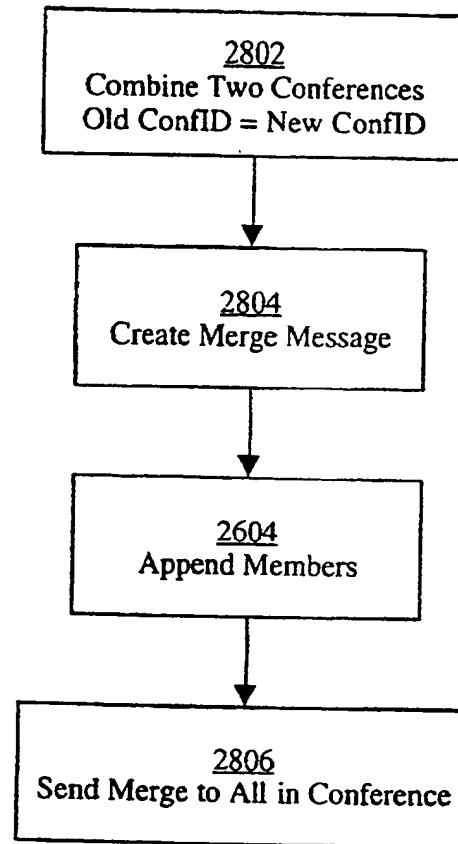 2802
Combine Two Conferences
Old ConfID = New ConfID
2804
Create Merge Message
2604
Append Members
2806
Send Merge to All in Conference